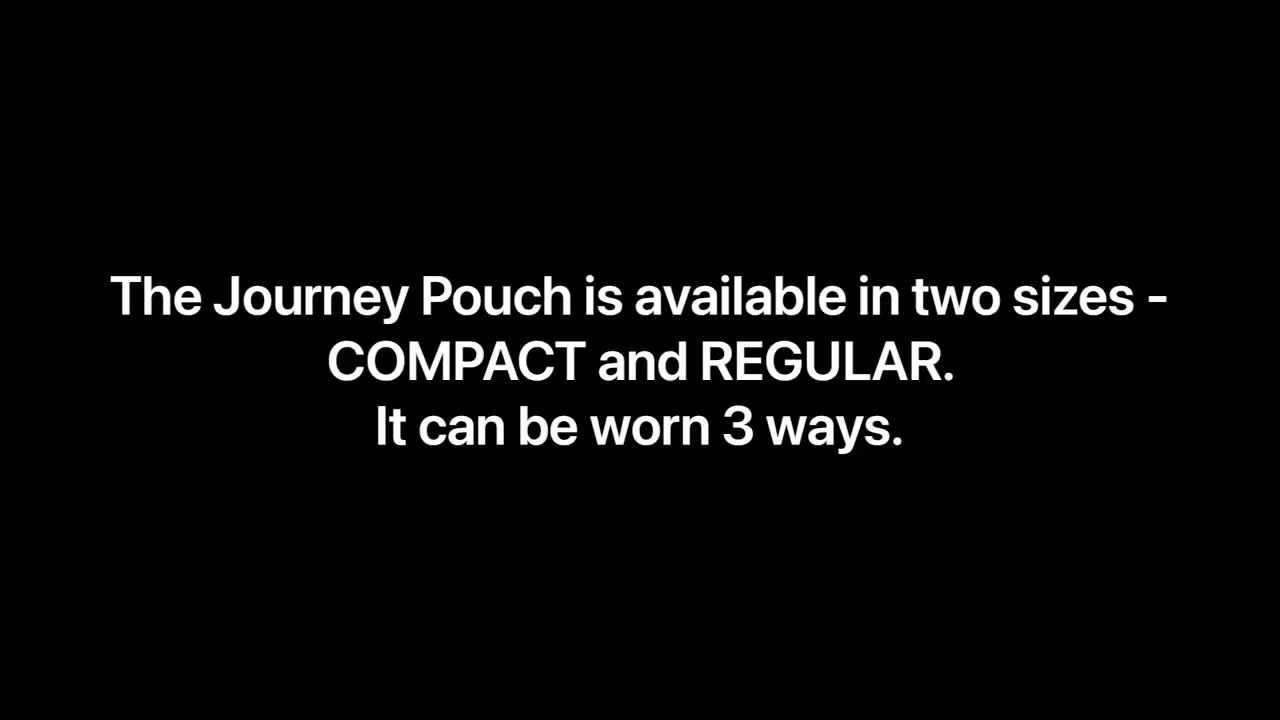 The Journey Pouch is available in two sizes -
COMPACT and REGULAR.
It can be worn 3 ways.